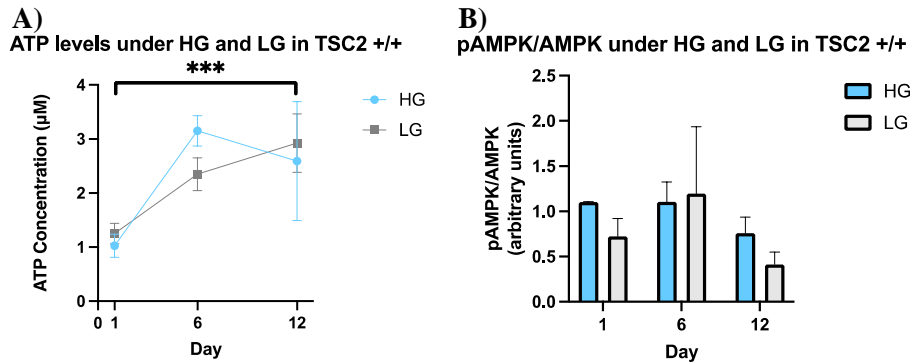 A)
ATP levels under HG and LG in TSC2 +/+
***
ATP Concentration (µM)
4
3
2
1
0
0 1 6 12
Day
HG
LG
B)
pAMPK/AMPK under HG and LG in TSC2 +/+
pAMPK/AMPK
(arbitrary units)
2.5
2.0
1.5
1.0
0.5
0.0
1 6 12
Day
HG
LG